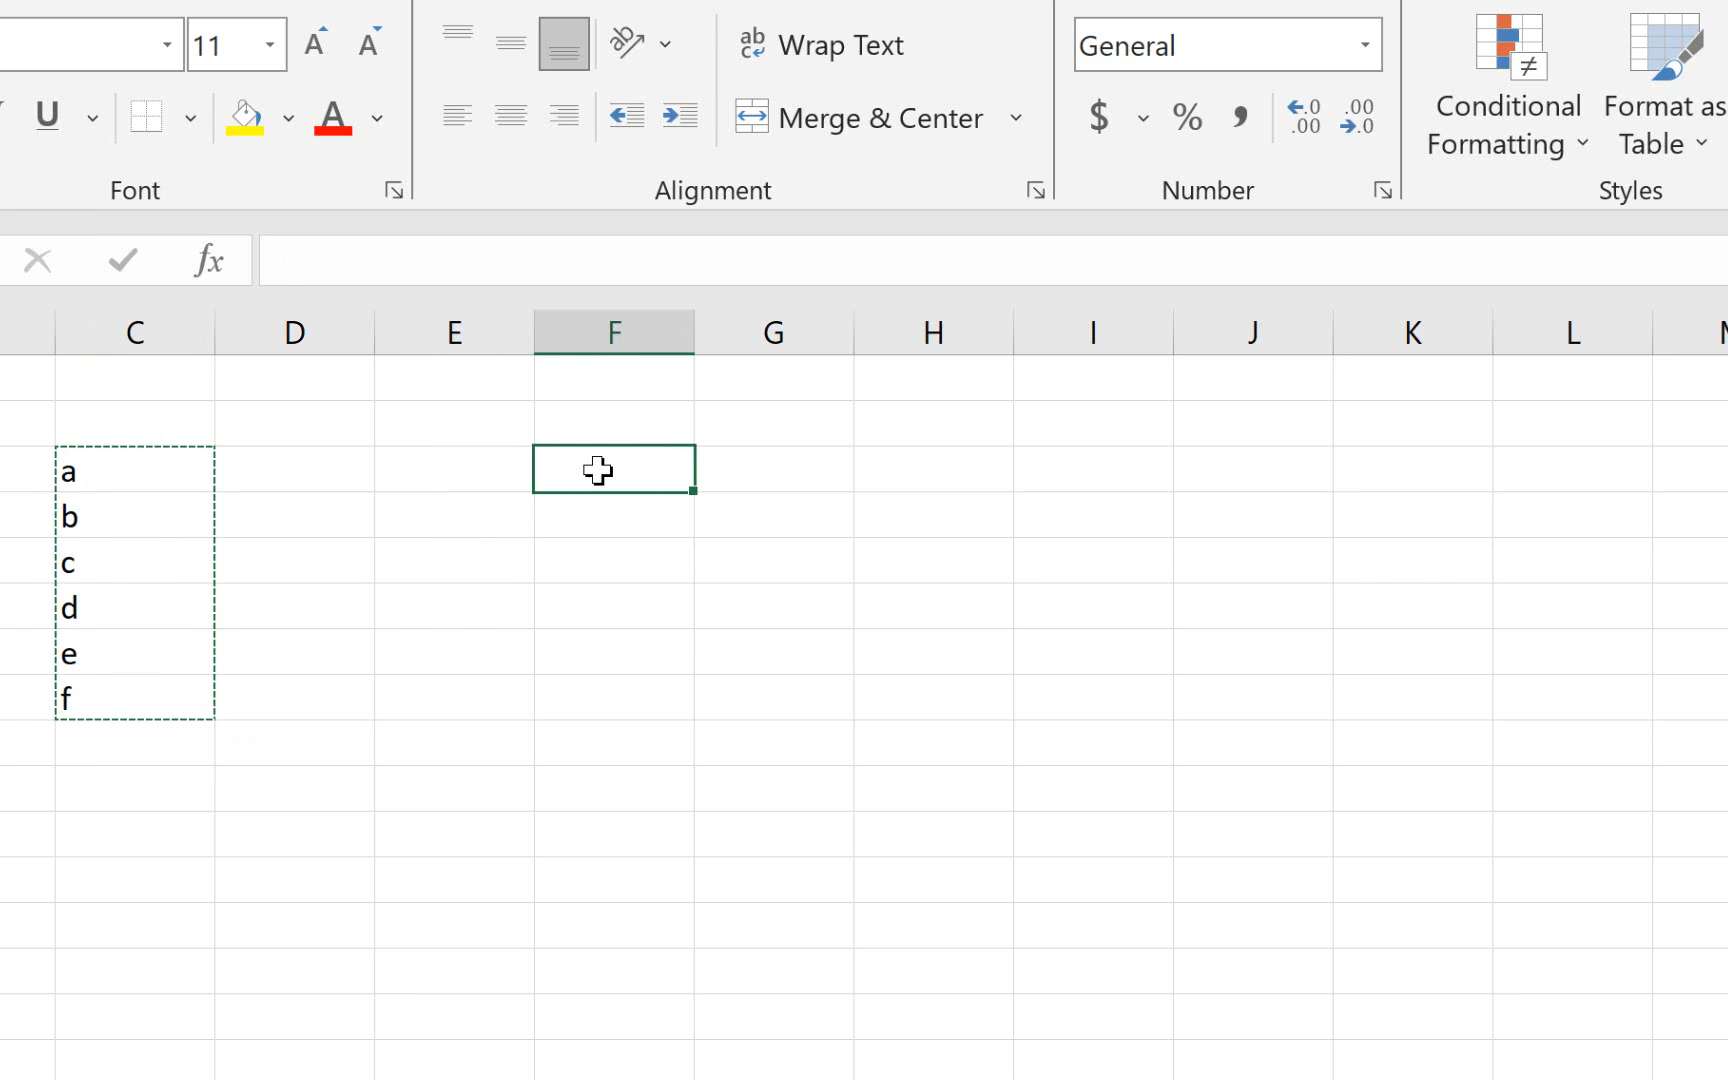 11 A A ab Wrap Text General
U A Merge & Center $ % , .0 .00 .00 .0 Conditional Formatting Format as Table
Font Alignment Number Styles
fx
C D E F G H I J K L
a
b
c
d
e
f